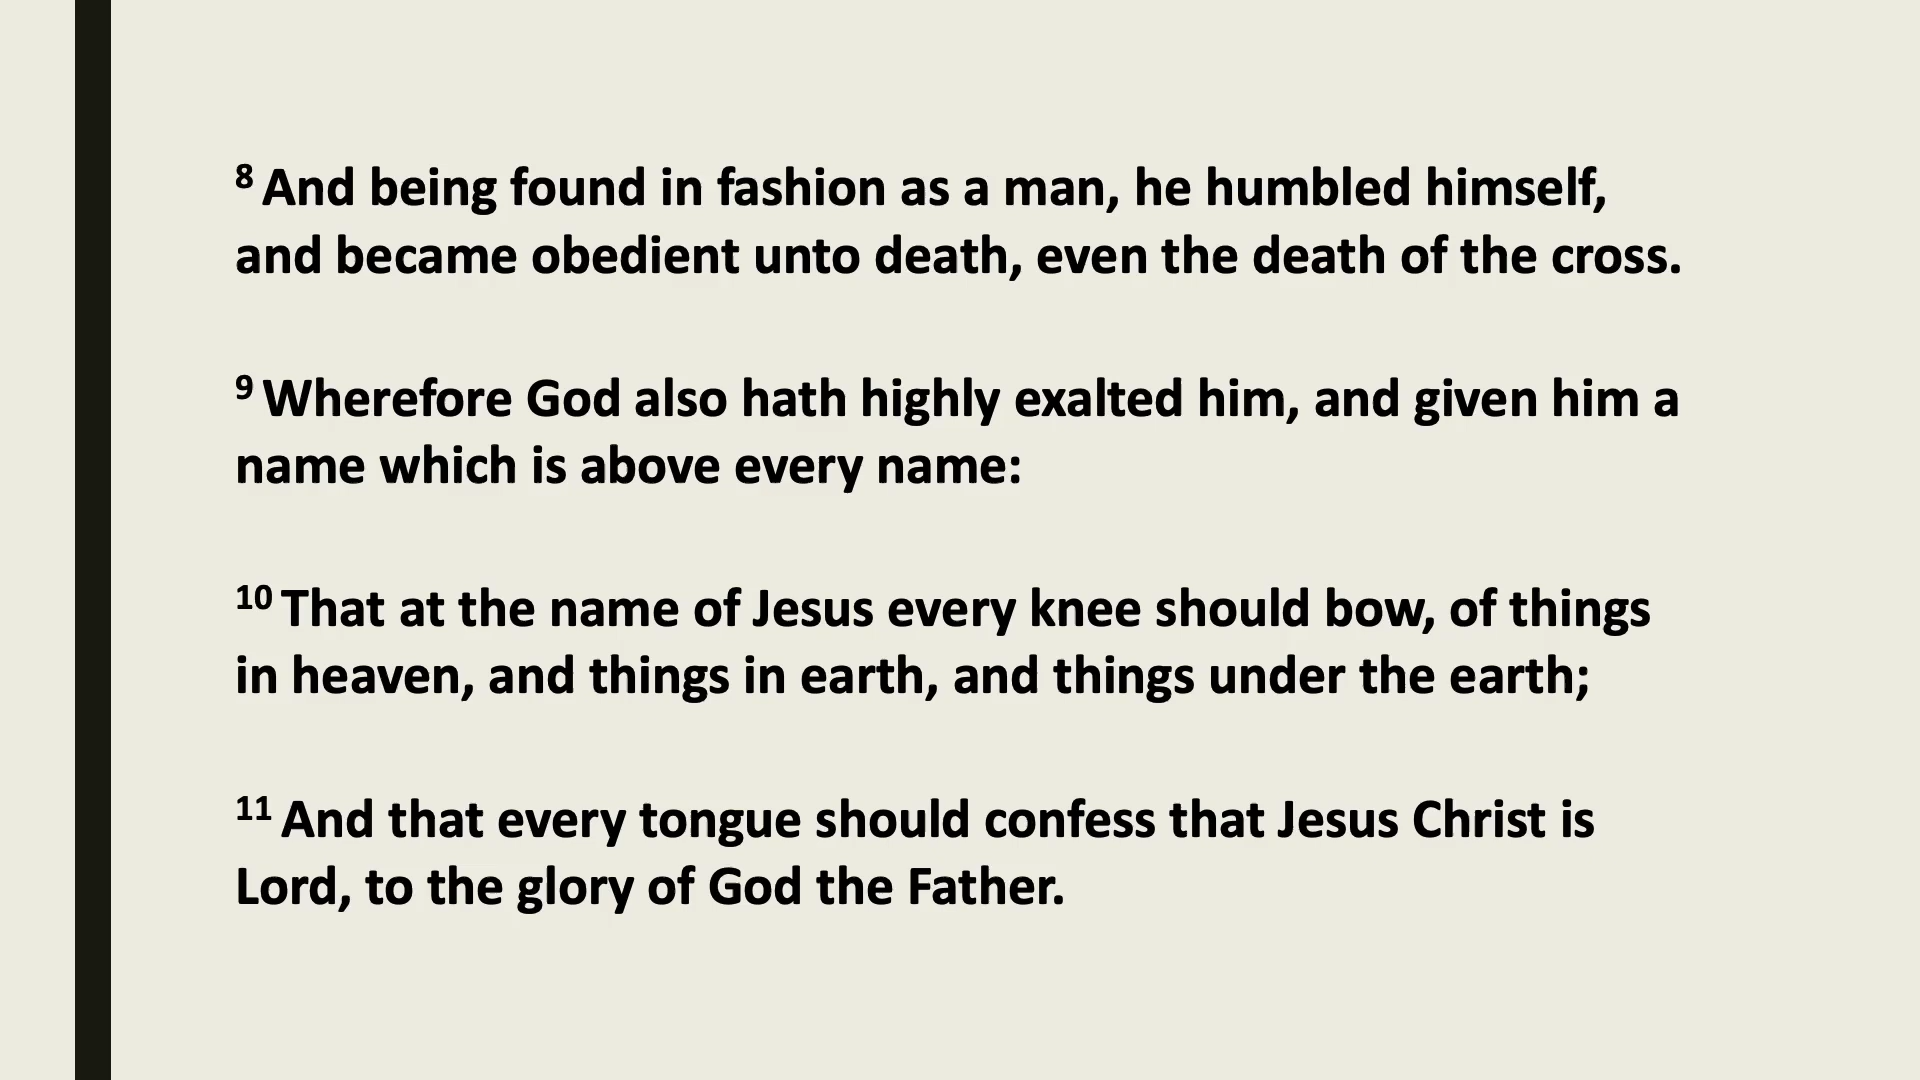 8 And being found in fashion as a man, he humbled himself,
and became obedient unto death, even the death of the cross.
9 Wherefore God also hath highly exalted him, and given him a
name which is above every name:
10 That at the name of Jesus every knee should bow, of things
in heaven, and things in earth, and things under the earth;
11 And that every tongue should confess that Jesus Christ is
Lord, to the glory of God the Father.